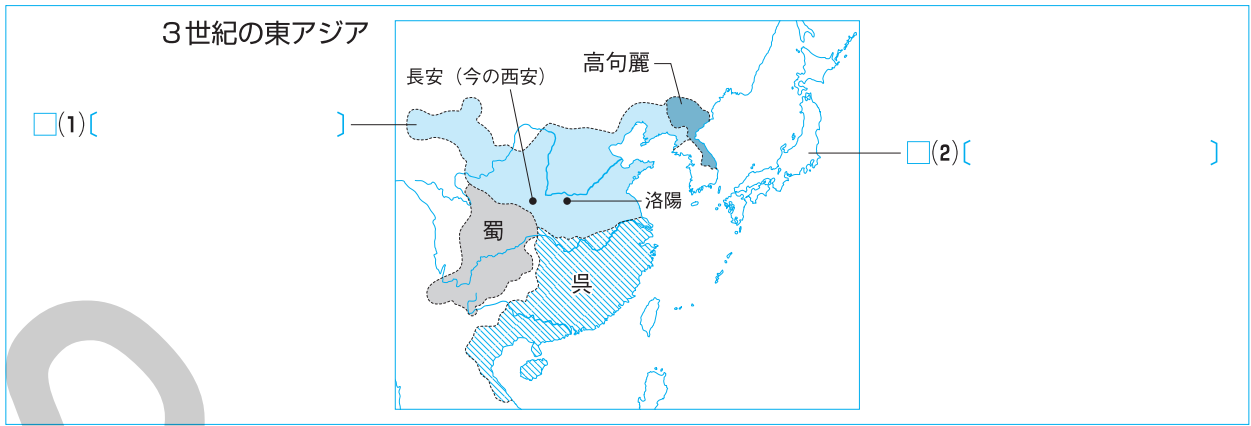 3世紀の東アジア
長安（今の西安）
高句麗
□(1)〔　　　　〕
□(2)〔　　　　〕
洛陽
蜀
呉